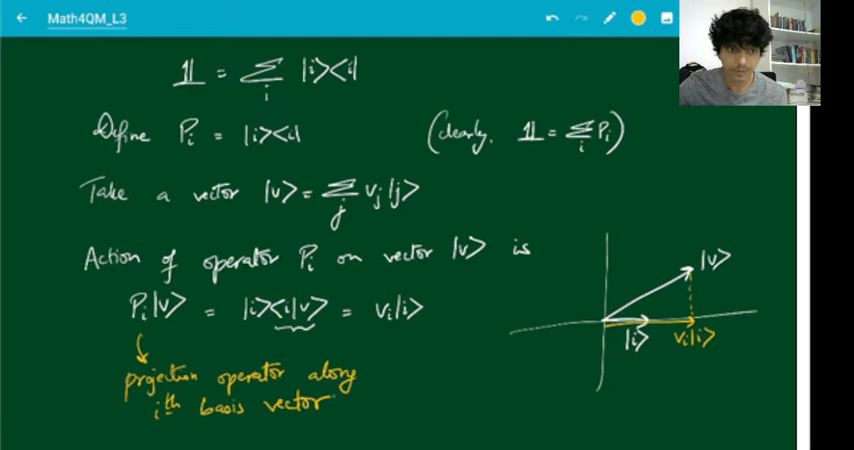 Math4QM_L3
𝟙 = Σ_i |i><i|
Define P_i = |i><i| (clearly, 𝟙 = Σ_i P_i)
Take a vector |v> = Σ_j v_j |j>
Action of operator P_i on vector |v> is
P_i|v> = |i><i|v> = v_i|i>
projection operator along
ith basis vector
|v>
|i> v_i|i>